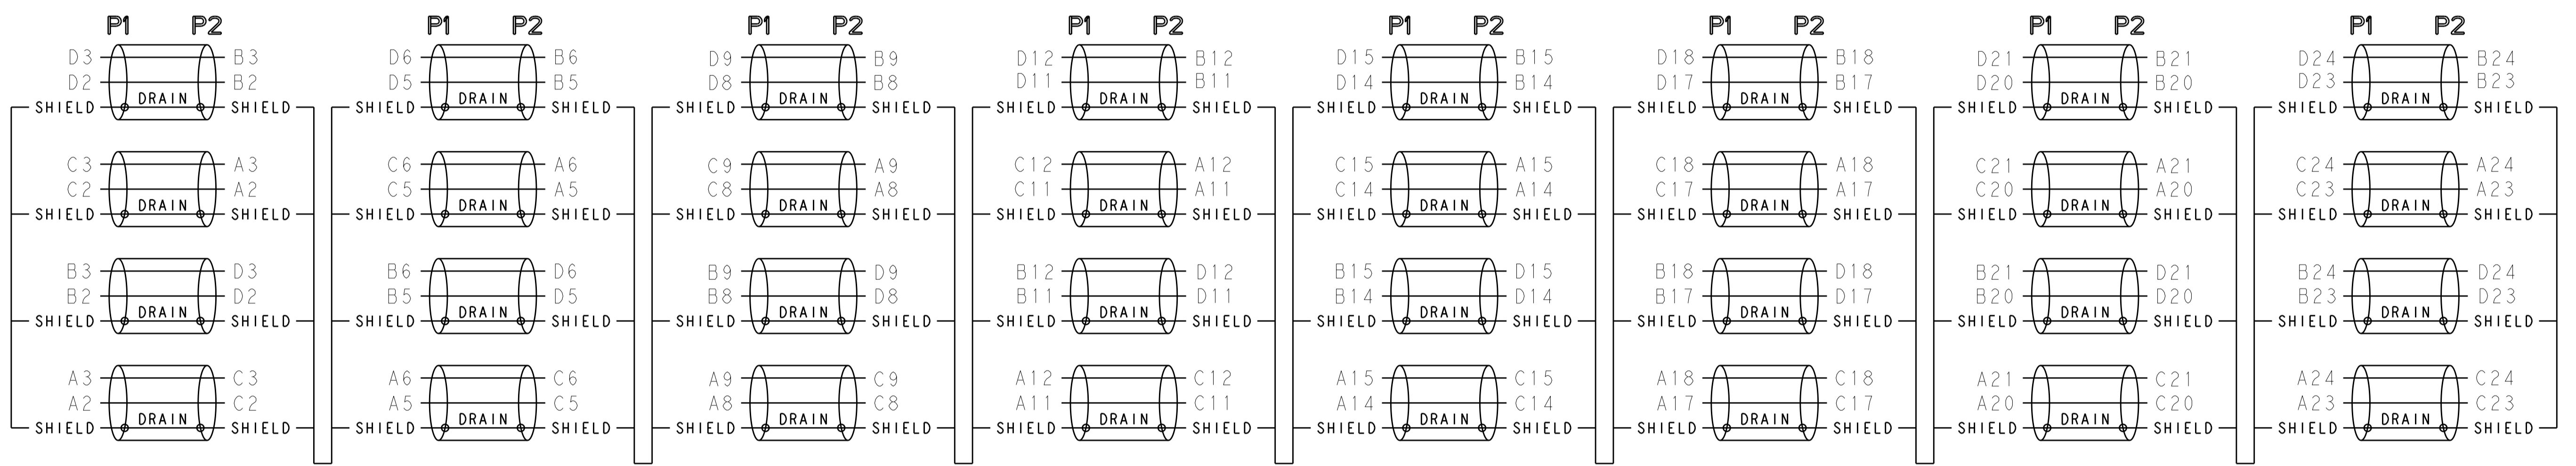 P1 P2 P1 P2 P1 P2 P1 P2 P1 P2 P1 P2 P1 P2 P1 P2
D3 B3 D6 B6 D9 B9 D12 B12 D15 B15 D18 B18 D21 B21 D24 B24
D2 B2 D5 B5 D8 B8 D11 B11 D14 B14 D17 B17 D20 B20 D23 B23
SHIELD DRAIN SHIELD SHIELD DRAIN SHIELD SHIELD DRAIN SHIELD SHIELD DRAIN SHIELD SHIELD DRAIN SHIELD SHIELD DRAIN SHIELD SHIELD DRAIN SHIELD SHIELD DRAIN SHIELD
C3 A3 C6 A6 C9 A9 C12 A12 C15 A15 C18 A18 C21 A21 C24 A24
C2 A2 C5 A5 C8 A8 C11 A11 C14 A14 C17 A17 C20 A20 C23 A23
SHIELD DRAIN SHIELD SHIELD DRAIN SHIELD SHIELD DRAIN SHIELD SHIELD DRAIN SHIELD SHIELD DRAIN SHIELD SHIELD DRAIN SHIELD SHIELD DRAIN SHIELD SHIELD DRAIN SHIELD
B3 D3 B6 D6 B9 D9 B12 D12 B15 D15 B18 D18 B21 D21 B24 D24
B2 D2 B5 D5 B8 D8 B11 D11 B14 D14 B17 D17 B20 D20 B23 D23
SHIELD DRAIN SHIELD SHIELD DRAIN SHIELD SHIELD DRAIN SHIELD SHIELD DRAIN SHIELD SHIELD DRAIN SHIELD SHIELD DRAIN SHIELD SHIELD DRAIN SHIELD SHIELD DRAIN SHIELD
A3 C3 A6 C6 A9 C9 A12 C12 A15 C15 A18 C18 A21 C21 A24 C24
A2 C2 A5 C5 A8 C8 A11 C11 A14 C14 A17 C17 A20 C20 A23 C23
SHIELD DRAIN SHIELD SHIELD DRAIN SHIELD SHIELD DRAIN SHIELD SHIELD DRAIN SHIELD SHIELD DRAIN SHIELD SHIELD DRAIN SHIELD SHIELD DRAIN SHIELD SHIELD DRAIN SHIELD